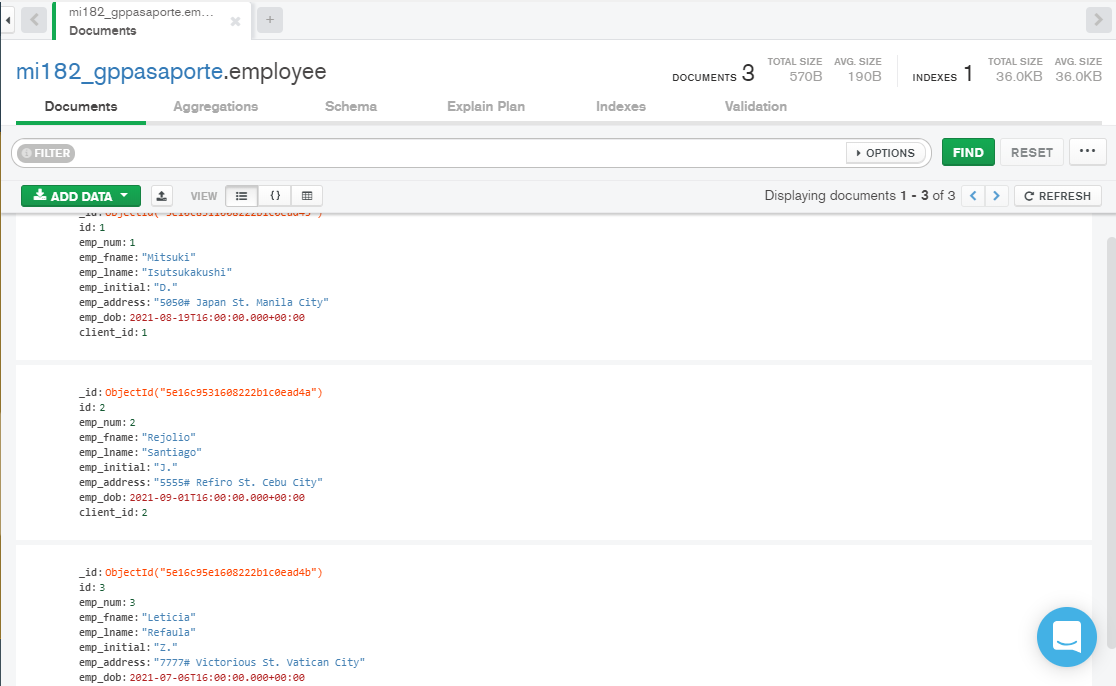 mi182_gppasaporte.em...
Documents
mi182_gppasaporte.employee
DOCUMENTS 3
TOTAL SIZE AVG. SIZE
570B 190B
INDEXES 1
TOTAL SIZE AVG. SIZE
36.0KB 36.0KB
Documents Aggregations Schema Explain Plan Indexes Validation
FILTER OPTIONS FIND RESET ...
ADD DATA VIEW {} Displaying documents 1 - 3 of 3 REFRESH
id: 1
emp_num: 1
emp_fname: "Mitsuki"
emp_lname: "Isutsukakushi"
emp_initial: "D."
emp_address: "5050# Japan St. Manila City"
emp_dob: 2021-08-19T16:00:00.000+00:00
client_id: 1
_id: ObjectId("5e16c9531608222b1c0ead4a")
id: 2
emp_num: 2
emp_fname: "Rejolio"
emp_lname: "Santiago"
emp_initial: "J."
emp_address: "5555# Refiro St. Cebu City"
emp_dob: 2021-09-01T16:00:00.000+00:00
client_id: 2
_id: ObjectId("5e16c95e1608222b1c0ead4b")
id: 3
emp_num: 3
emp_fname: "Leticia"
emp_lname: "Refaula"
emp_initial: "Z."
emp_address: "7777# Victorious St. Vatican City"
emp_dob: 2021-07-06T16:00:00.000+00:00